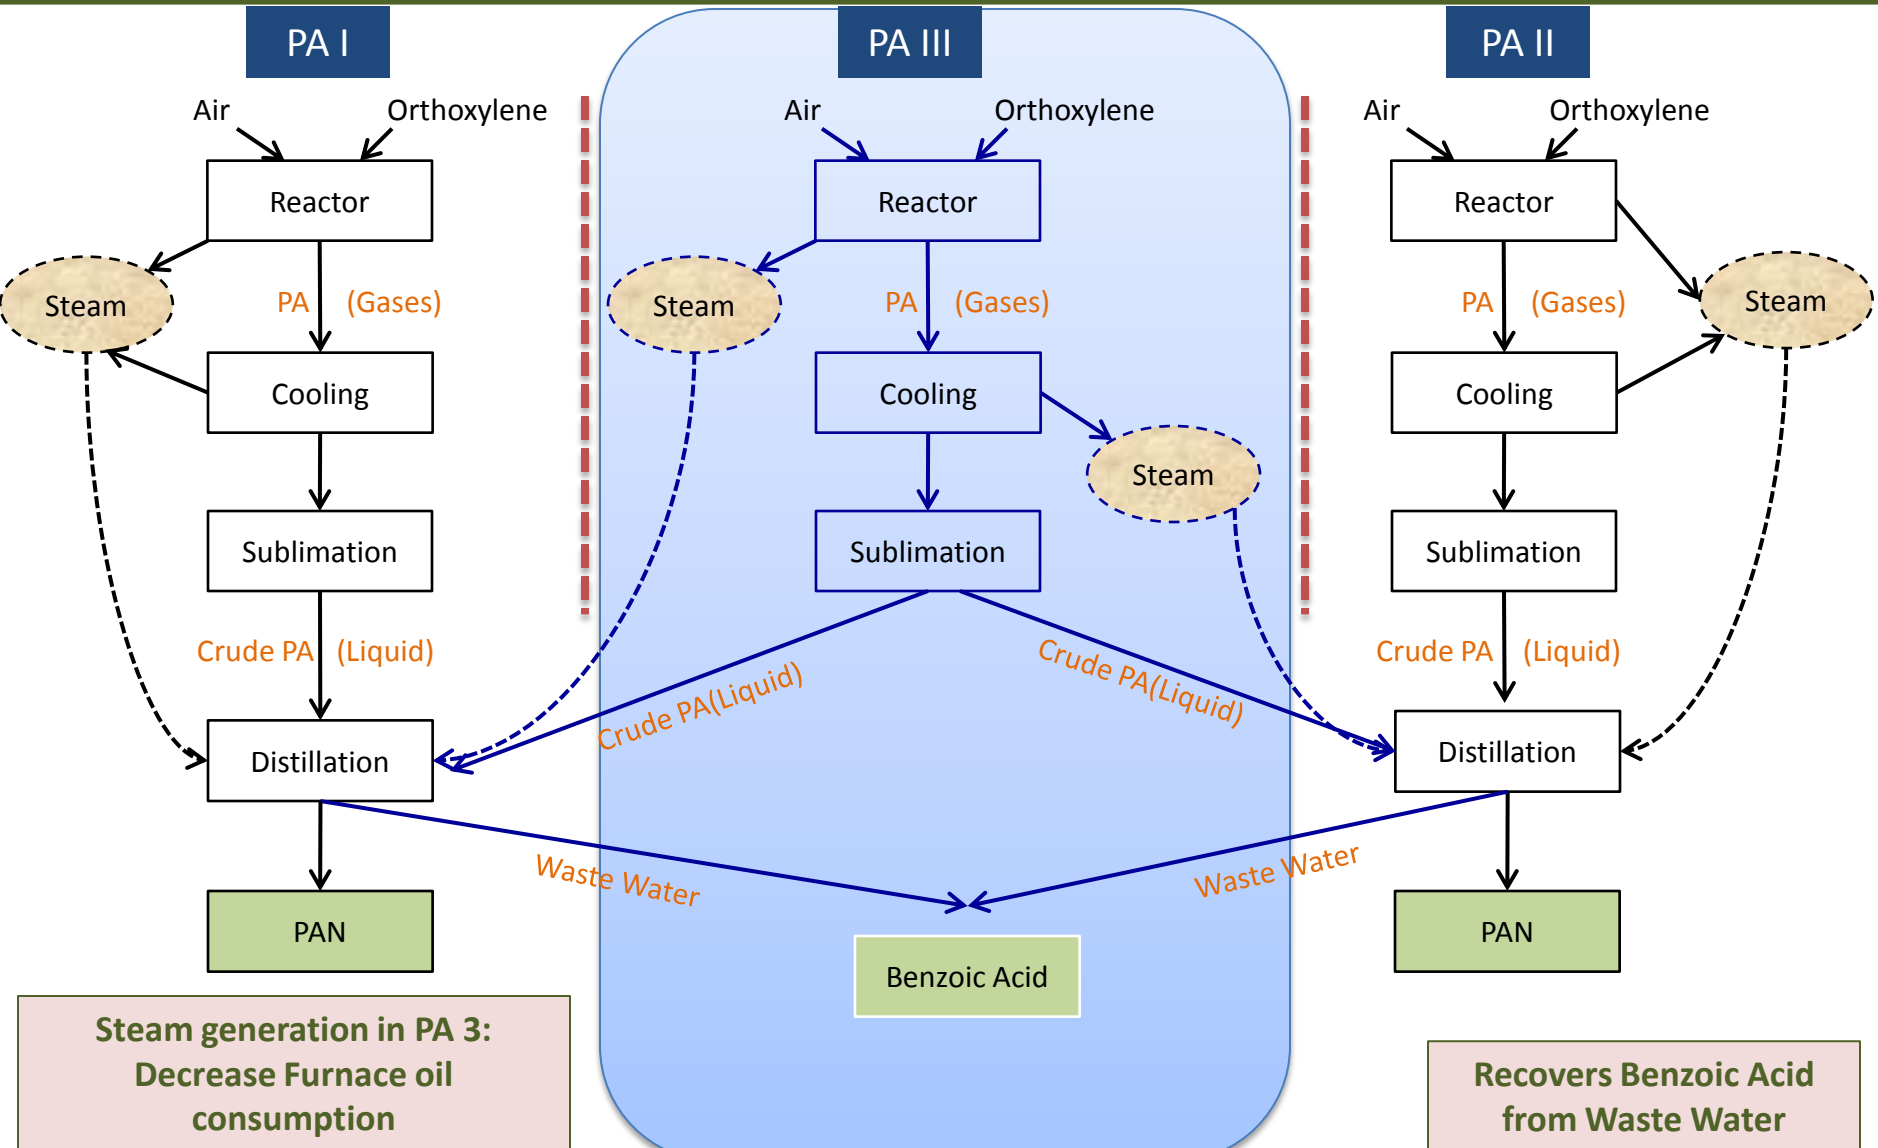 PA I
PA III
PA II
Air
Orthoxylene
Air
Orthoxylene
Air
Orthoxylene
Reactor
Reactor
Reactor
Steam
PA (Gases)
Steam
PA (Gases)
PA (Gases)
Steam
Cooling
Cooling
Cooling
Steam
Sublimation
Sublimation
Sublimation
Crude PA (Liquid)
Crude PA(Liquid)
Crude PA(Liquid)
Crude PA (Liquid)
Distillation
Distillation
Waste Water
Waste Water
PAN
Benzoic Acid
PAN
Steam generation in PA 3:
Decrease Furnace oil
consumption
Recovers Benzoic Acid
from Waste Water